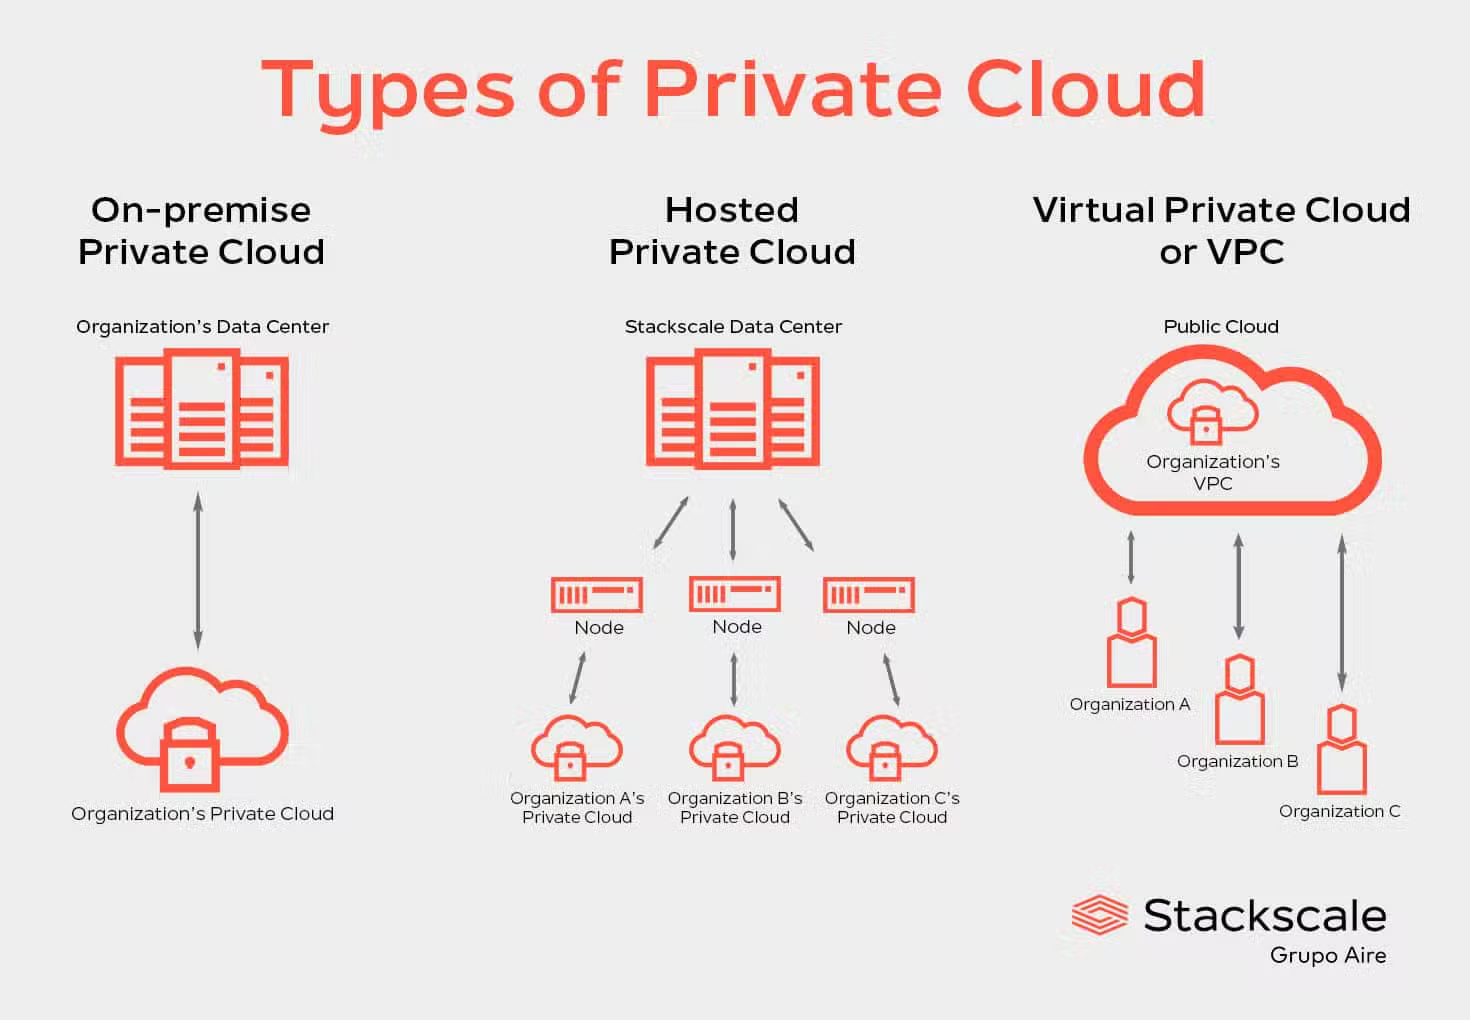 Types of Private Cloud
On-premise
Private Cloud
Organization's Data Center
Organization's Private Cloud
Hosted
Private Cloud
Stackscale Data Center
Node
Node
Node
Organization A's
Private Cloud
Organization B's
Private Cloud
Organization C's
Private Cloud
Virtual Private Cloud
or VPC
Public Cloud
Organization's
VPC
Organization A
Organization B
Organization C
Stackscale
Grupo Aire